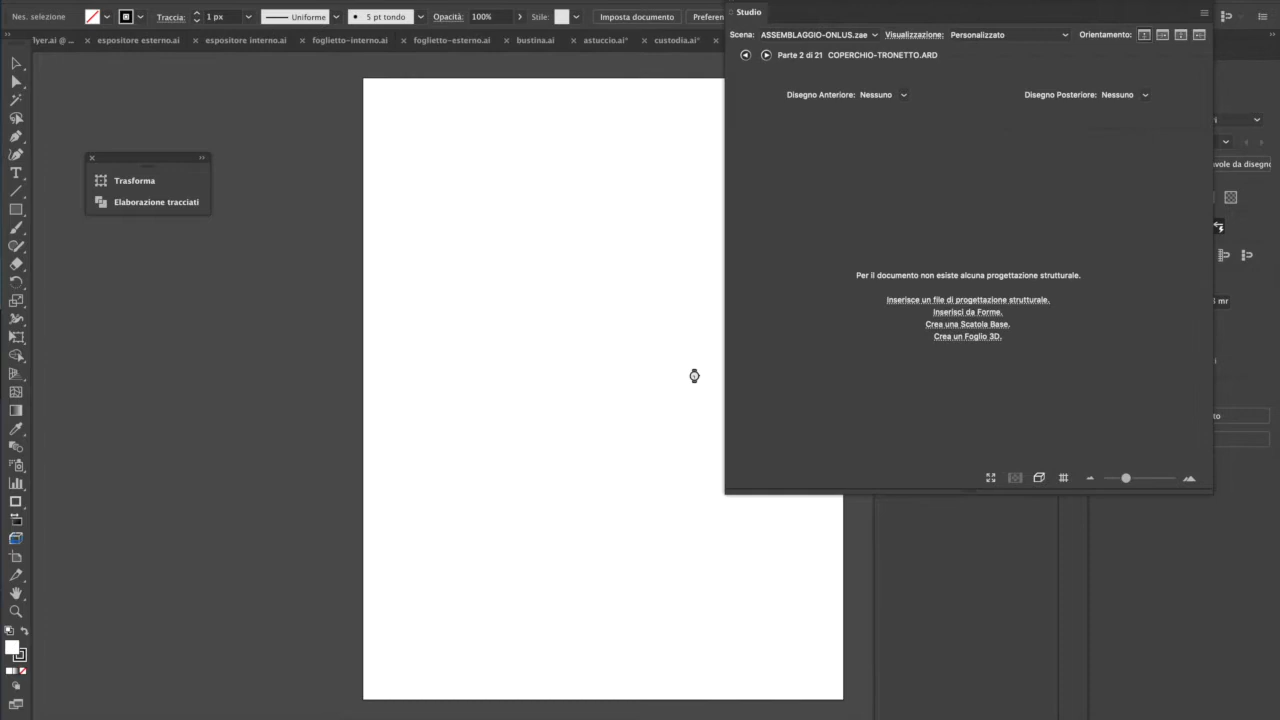 Nes. selezione Traccia: 1 px Uniforme 5 pt tondo Opacità: 100% Stile: Imposta documento Preferen
lyer.ai @ ... espositore esterno.ai espositore interno.ai foglietto-interno.ai foglietto-esterno.ai bustina.ai astuccio.ai* custodia.ai*
Trasforma
Elaborazione tracciati
Studio
Scena: ASSEMBLAGGIO-ONLUS.zae Visualizzazione: Personalizzato Orientamento:
Parte 2 di 21 COPERCHIO-TRONETTO.ARD
Disegno Anteriore: Nessuno Disegno Posteriore: Nessuno
Per il documento non esiste alcuna progettazione strutturale.
Inserisce un file di progettazione strutturale.
Inserisci da Forme.
Crea una Scatola Base.
Crea un Foglio 3D.
avole da disegno